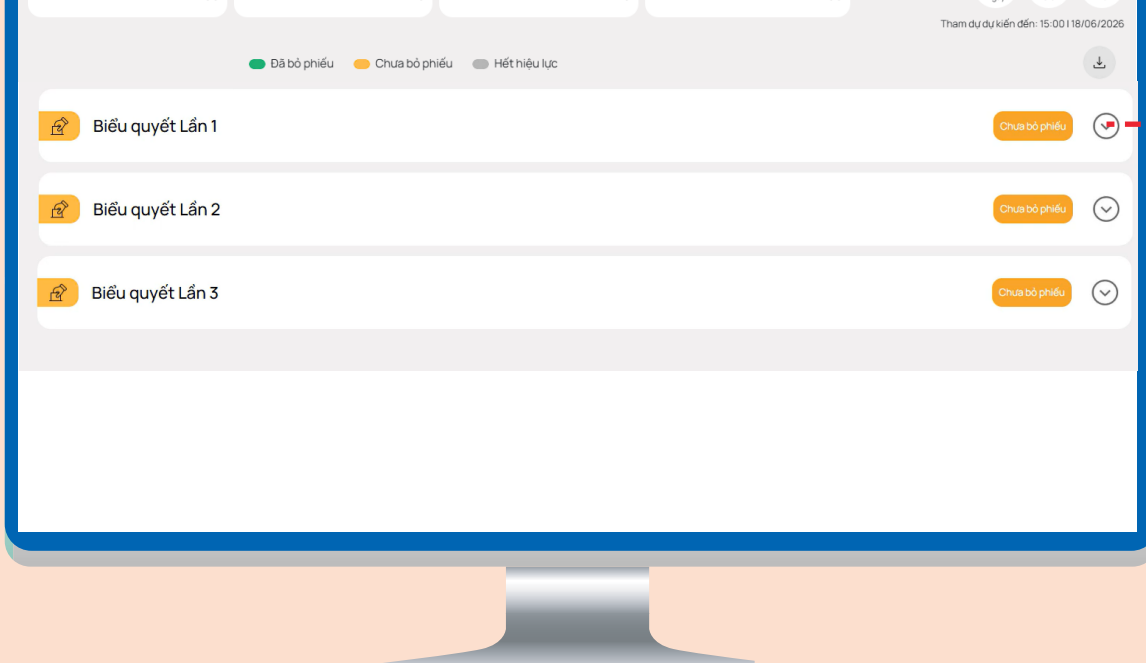 Tham dự dự kiến đến: 15:00 | 18/06/2026
Đã bỏ phiếu
Chưa bỏ phiếu
Hết hiệu lực
Biểu quyết Lần 1
Chưa bỏ phiếu
Biểu quyết Lần 2
Chưa bỏ phiếu
Biểu quyết Lần 3
Chưa bỏ phiếu